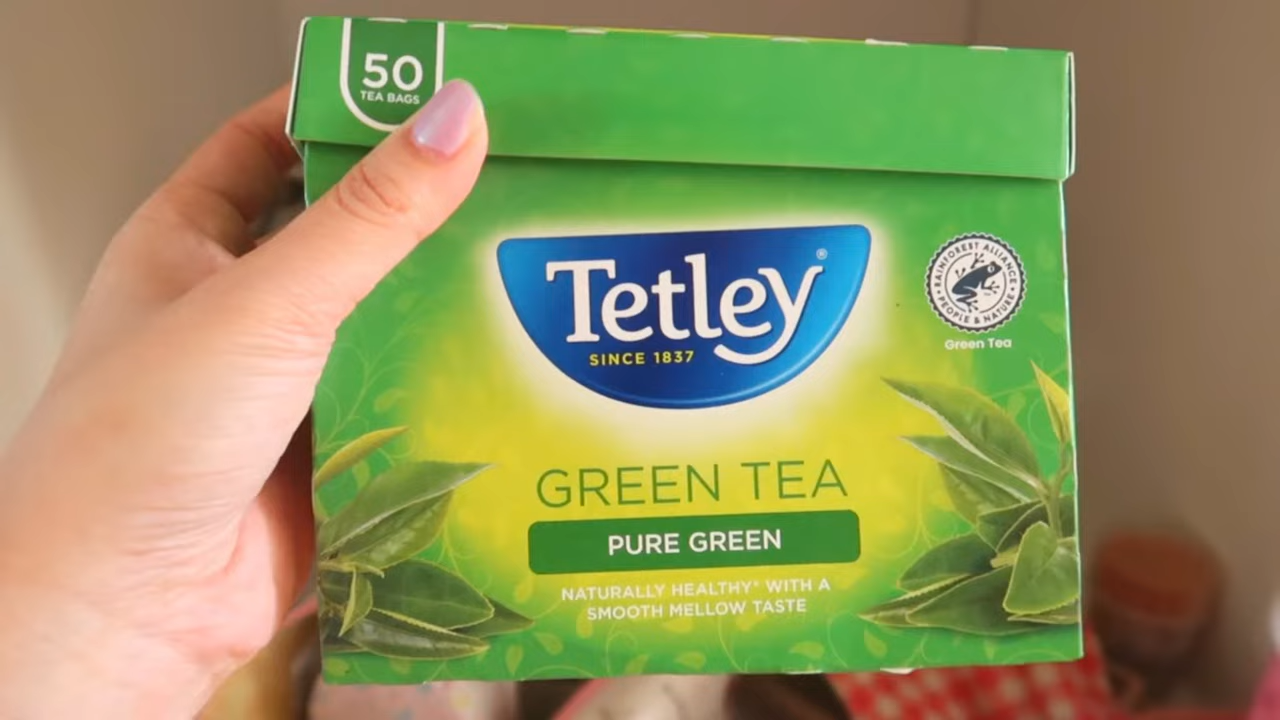 50
TEA BAGS
Tetley®
SINCE 1837
RAINFOREST ALLIANCE
PEOPLE & NATURE
Green Tea
GREEN TEA
PURE GREEN
NATURALLY HEALTHY* WITH A
SMOOTH MELLOW TASTE